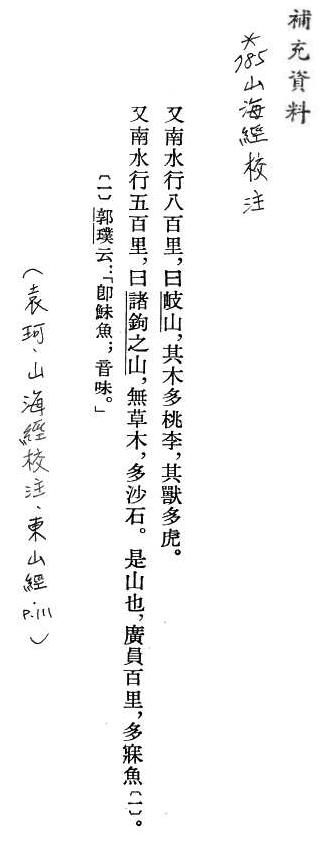 補充資料
*785山海經校注
又南水行八百里，曰岐山，其木多桃李，其獸多虎。
又南水行五百里，曰諸鉤之山，無草木，多沙石。是山也，廣員百里，多寐魚〔一〕。
〔一〕郭璞云：「卽鮇魚；音味。」
（袁珂、山海經校注、東山經．P.111）